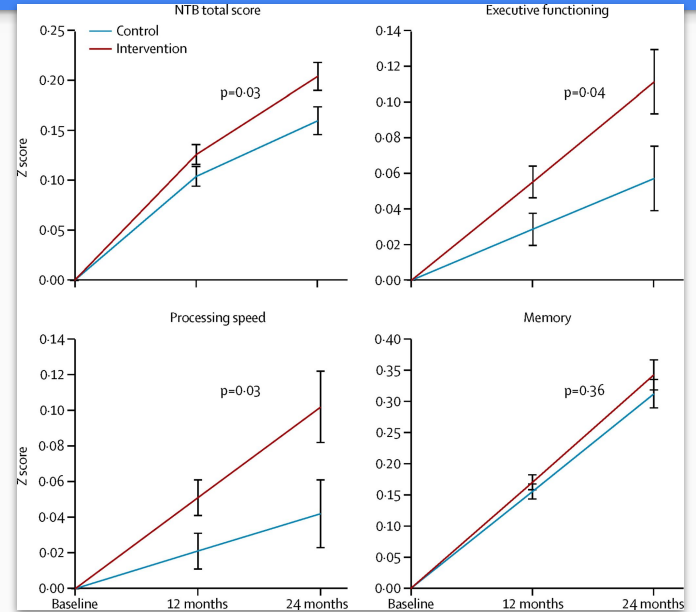 NTB total score
Control
Intervention
Z score
0·25
0·20
0·15
0·10
0·05
0·00
p=0·03
Executive functioning
0·14
0·12
0·10
0·08
0·06
0·04
0·02
0·00
p=0·04
Processing speed
Z score
0·14
0·12
0·10
0·08
0·06
0·04
0·02
0·00
p=0·03
Baseline 12 months 24 months
Memory
0·40
0·35
0·30
0·25
0·20
0·15
0·10
0·05
0·00
p=0·36
Baseline 12 months 24 months